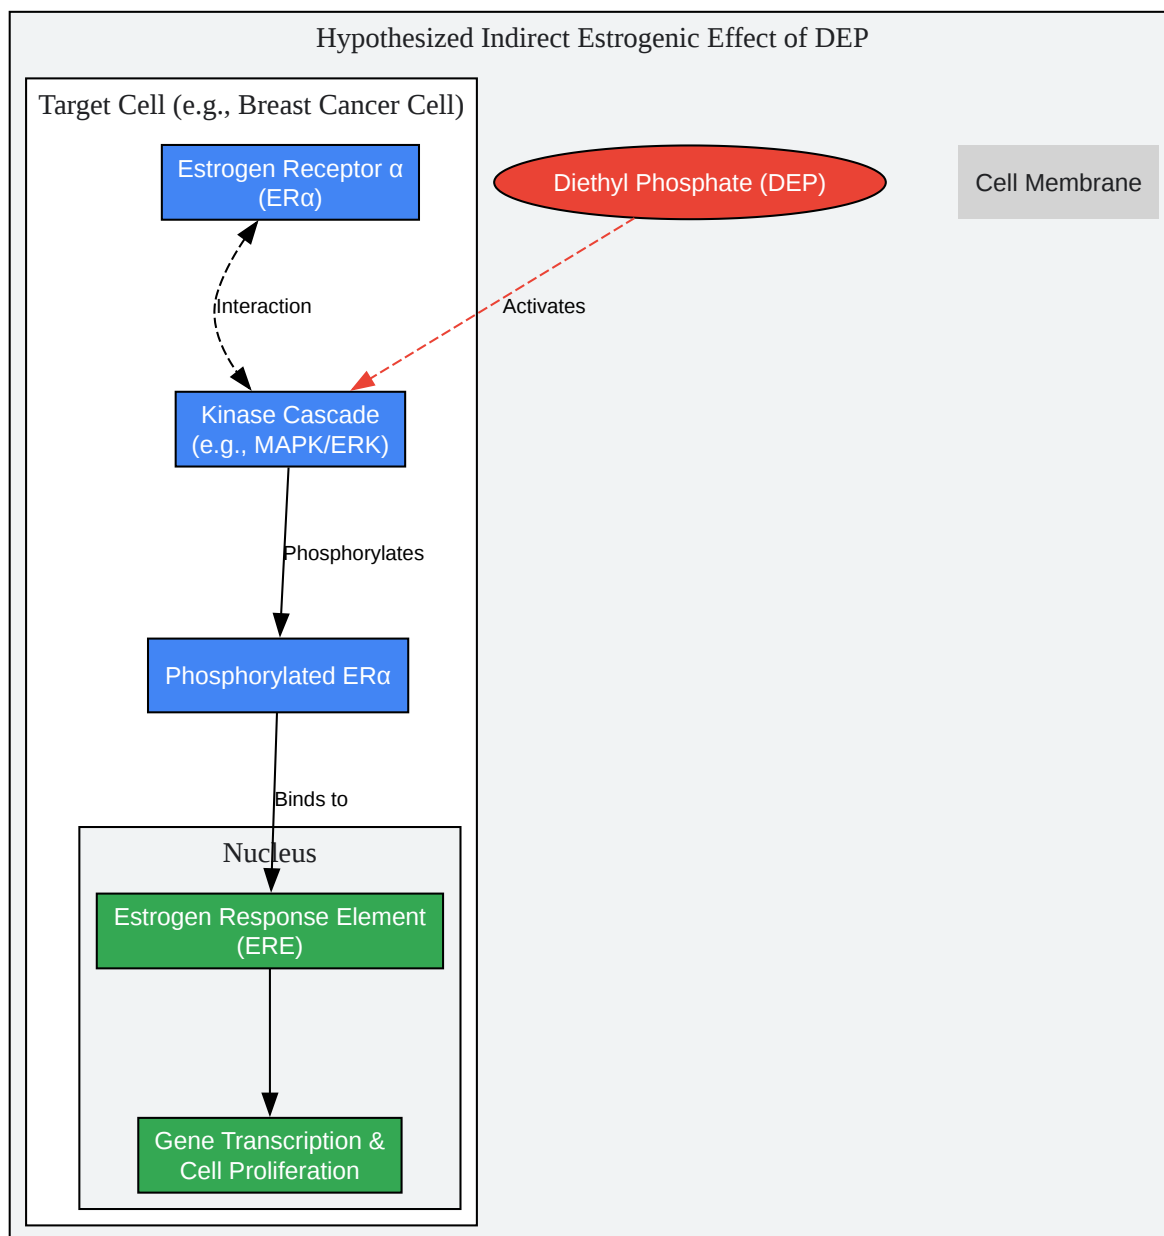 Hypothesized Indirect Estrogenic Effect of DEP
Target Cell (e.g., Breast Cancer Cell)
Estrogen Receptor α
(ERα)
Diethyl Phosphate (DEP)
Cell Membrane
Interaction
Activates
Kinase Cascade
(e.g., MAPK/ERK)
Phosphorylates
Phosphorylated ERα
Binds to
Nucleus
Estrogen Response Element
(ERE)
Gene Transcription &
Cell Proliferation